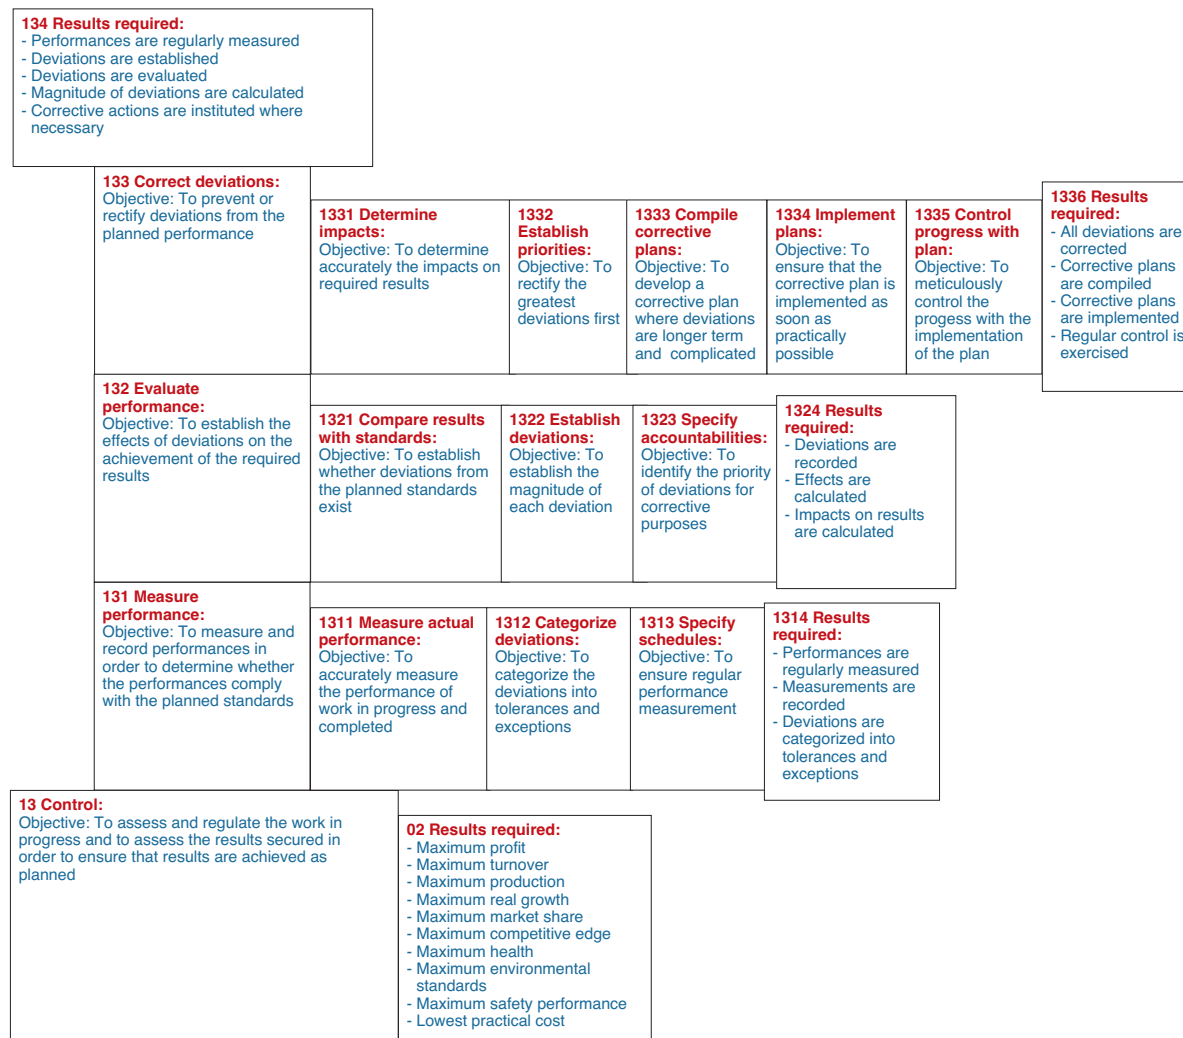 134 Results required:
- Performances are regularly measured
- Deviations are established
- Deviations are evaluated
- Magnitude of deviations are calculated
- Corrective actions are instituted where
necessary
133 Correct deviations:
Objective: To prevent or
rectify deviations from the
planned performance
1331 Determine
impacts:
Objective: To determine
accurately the impacts on
required results
1332
Establish
priorities:
Objective: To
rectify the
greatest
deviations first
1333 Compile
corrective
plans:
Objective: To
develop a
corrective plan
where deviations
are longer term
and complicated
1334 Implement
plans:
Objective: To
ensure that the
corrective plan is
implemented as
soon as
practically
possible
1335 Control
progress with
plan:
Objective: To
meticulously
control the
progess with the
implementation
of the plan
1336 Results
required:
- All deviations are
corrected
- Corrective plans
are compiled
- Corrective plans
are implemented
- Regular control is
exercised
132 Evaluate
performance:
Objective: To establish the
effects of deviations on the
achievement of the required
results
1321 Compare results
with standards:
Objective: To establish
whether deviations from
the planned standards
exist
1322 Establish
deviations:
Objective: To
establish the
magnitude of
each deviation
1323 Specify
accountabilities:
Objective: To
identify the priority
of deviations for
corrective
purposes
1324 Results
required:
- Deviations are
recorded
- Effects are
calculated
- Impacts on results
are calculated
131 Measure
performance:
Objective: To measure and
record performances in
order to determine whether
the performances comply
with the planned standards
1311 Measure actual
performance:
Objective: To
accurately measure
the performance of
work in progress and
completed
1312 Categorize
deviations:
Objective: To
categorize the
deviations into
tolerances and
exceptions
1313 Specify
schedules:
Objective: To
ensure regular
performance
measurement
1314 Results
required:
- Performances are
regularly measured
- Measurements are
recorded
- Deviations are
categorized into
tolerances and
exceptions
13 Control:
Objective: To assess and regulate the work in
progress and to assess the results secured in
order to ensure that results are achieved as
planned
02 Results required:
- Maximum profit
- Maximum turnover
- Maximum production
- Maximum real growth
- Maximum market share
- Maximum competitive edge
- Maximum health
- Maximum environmental
standards
- Maximum safety performance
- Lowest practical cost